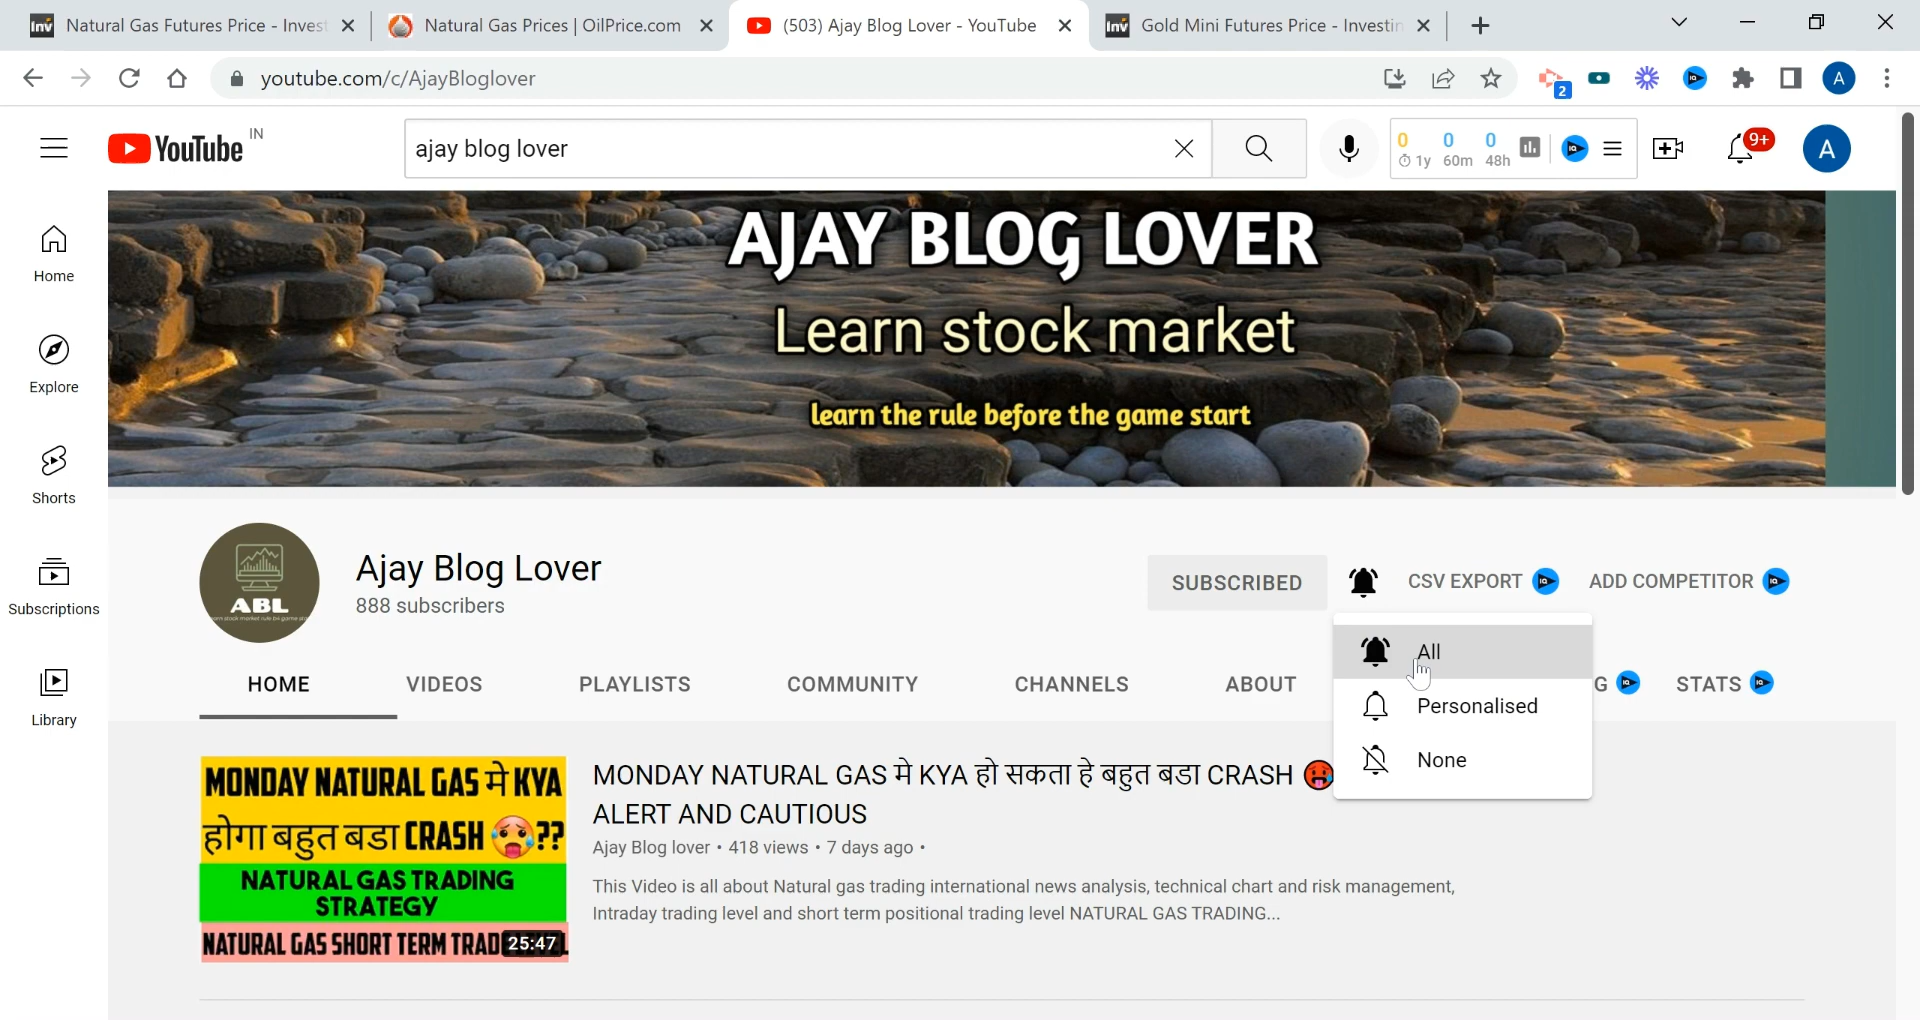 Natural Gas Futures Price - Invest
Natural Gas Prices | OilPrice.com
(503) Ajay Blog Lover - YouTube
Gold Mini Futures Price - Investin
youtube.com/c/AjayBloglover
2
A
YouTube IN
ajay blog lover
0 0 0
1y 60m 48h
9+
A
Home
Explore
Shorts
Subscriptions
Library
AJAY BLOG LOVER
Learn stock market
learn the rule before the game start
ABL
Ajay Blog Lover
888 subscribers
SUBSCRIBED
CSV EXPORT
ADD COMPETITOR
HOME VIDEOS PLAYLISTS COMMUNITY CHANNELS ABOUT G STATS
All
Personalised
None
MONDAY NATURAL GAS मे KYA
होगा बहुत बडा CRASH 🥵??
NATURAL GAS TRADING
STRATEGY
NATURAL GAS SHORT TERM
25:47
MONDAY NATURAL GAS मे KYA हो सकता हे बहुत बडा CRASH 🥵
ALERT AND CAUTIOUS
Ajay Blog lover • 418 views • 7 days ago •
This Video is all about Natural gas trading international news analysis, technical chart and risk management,
Intraday trading level and short term positional trading level NATURAL GAS TRADING...